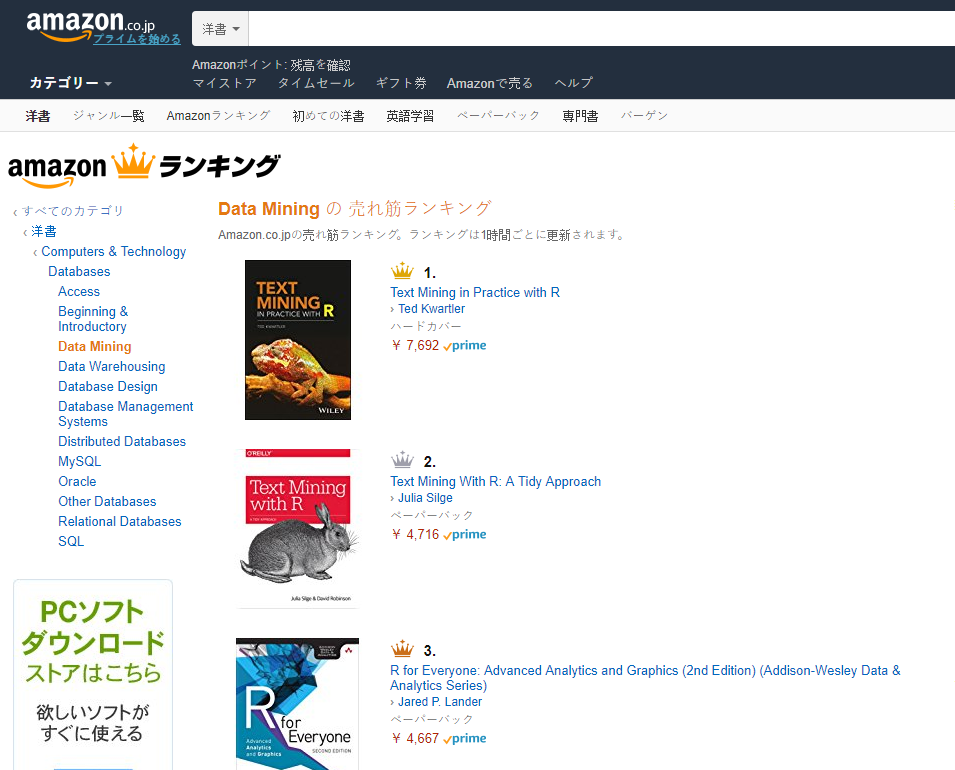 amazon.co.jp
プライムを始める
洋書
Amazonポイント: 残高を確認
カテゴリー
マイストア タイムセール ギフト券 Amazonで売る ヘルプ
洋書 ジャンル一覧 Amazonランキング 初めての洋書 英語学習 ペーパーバック 専門書 バーゲン
amazon ランキング
‹ すべてのカテゴリ
‹ 洋書
‹ Computers & Technology
Databases
Access
Beginning &
Introductory
Data Mining
Data Warehousing
Database Design
Database Management
Systems
Distributed Databases
MySQL
Oracle
Other Databases
Relational Databases
SQL
PCソフト
ダウンロード
ストアはこちら
欲しいソフトが
すぐに使える
Data Mining の 売れ筋ランキング
Amazon.co.jpの売れ筋ランキング。ランキングは1時間ごとに更新されます。
TEXT
MINING
IN PRACTICE WITH R
TED KWARTLER
WILEY
1.
Text Mining in Practice with R
› Ted Kwartler
ハードカバー
¥ 7,692 prime
O'REILLY
Text Mining
with R
A TIDY APPROACH
Julia Silge & David Robinson
2.
Text Mining With R: A Tidy Approach
› Julia Silge
ペーパーバック
¥ 4,716 prime
R for
Everyone
Advanced
Analytics
and Graphics
SECOND EDITION
3.
R for Everyone: Advanced Analytics and Graphics (2nd Edition) (Addison-Wesley Data &
Analytics Series)
› Jared P. Lander
ペーパーバック
¥ 4,667 prime